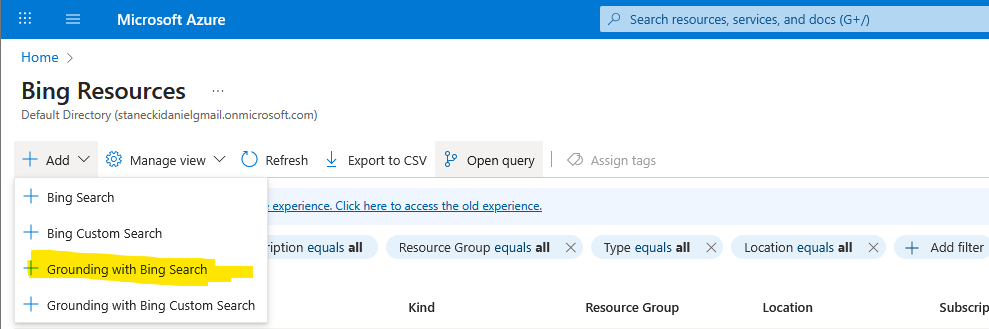 Microsoft Azure
Search resources, services, and docs (G+/)
Home >
Bing Resources ...
Default Directory (staneckidanielgmail.onmicrosoft.com)
+ Add Manage view Refresh Export to CSV Open query | Assign tags
+ Bing Search
e experience. Click here to access the old experience.
+ Bing Custom Search
ription equals all Resource Group equals all × Type equals all × Location equals all × + Add filter
+ Grounding with Bing Search
+ Grounding with Bing Custom Search
Kind Resource Group Location Subscrip